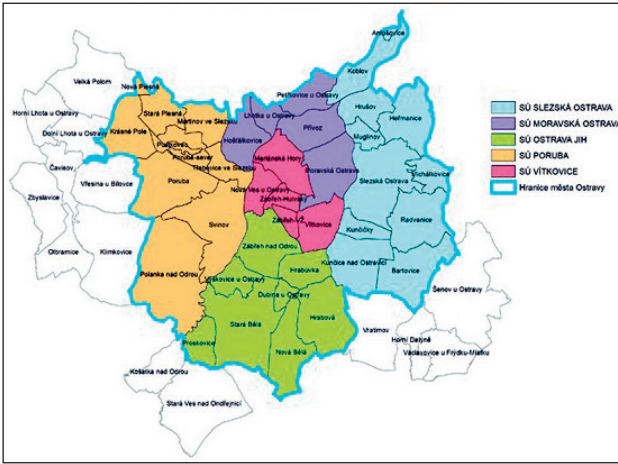 Antošovice
Koblov
Velká Polom
Petřkovice u Ostravy
Nová Plesná
Hrušov
Heřmanice
Horní Lhota u Ostravy
Stará Plesná
Martinov ve Slezsku
Lhotka u Ostravy
Přívoz
Dolní Lhota u Ostravy
Krásné Pole
Hošťálkovice
Muglinov
Poruba-sever
Mariánské Hory
Moravská Ostrava
Michálkovice
Čavisov
Vřesina u Bílovce
Poruba
Slezská Ostrava
Zbyslavice
Nová Ves u Ostravy
Zábřeh-Hulváky
Radvanice
Svinov
Zábřeh-VŽ
Vítkovice
Kunčičky
Olbramice
Klimkovice
Zábřeh nad Odrou
Kunčice nad Ostravicí
Bartovice
Polanka nad Odrou
Hrabůvka
Výškovice u Ostravy
Dubina u Ostravy
Šenov u Ostravy
Proskovice
Stará Bělá
Hrabová
Nová Bělá
Vratimov
Horní Datyně
Václavovice u Frýdku-Místku
Košatka nad Odrou
Stará Ves nad Ondřejnicí
SÚ SLEZSKÁ OSTRAVA
SÚ MORAVSKÁ OSTRAVA
SÚ OSTRAVA JIH
SÚ PORUBA
SÚ VÍTKOVICE
Hranice města Ostravy